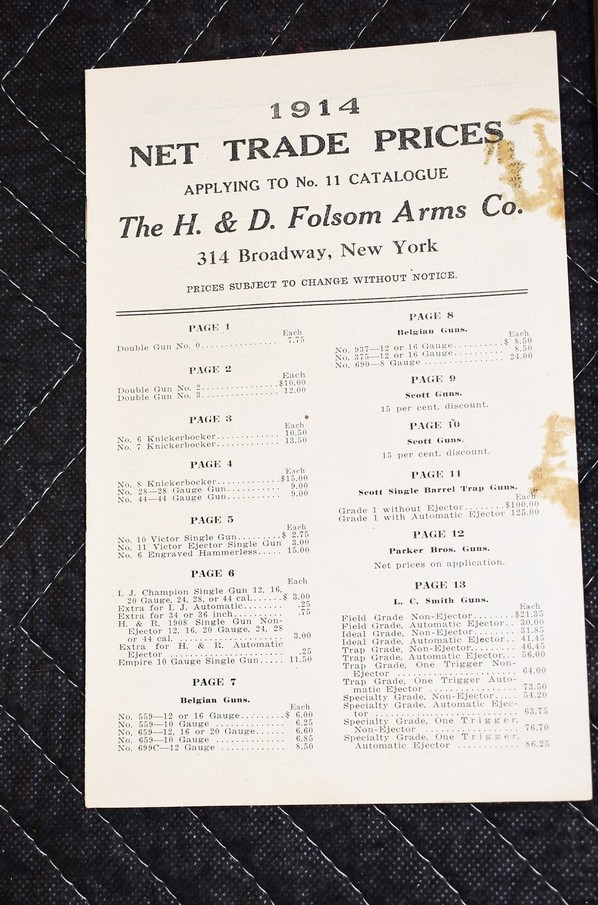 1914
NET TRADE PRICES
APPLYING TO No. 11 CATALOGUE
The H. & D. Folsom Arms Co.
314 Broadway, New York
PRICES SUBJECT TO CHANGE WITHOUT NOTICE.
PAGE 1
Each
Double Gun No. 0.............. 7.75
PAGE 2
Each
Double Gun No. 2..............$10.00
Double Gun No. 3.............. 12.00
PAGE 3
Each
No. 6 Knickerbocker............ 10.50
No. 7 Knickerbocker............ 13.50
PAGE 4
Each
No. 8 Knickerbocker............$15.00
No. 28—28 Gauge Gun........... 9.00
No. 44—44 Gauge Gun........... 9.00
PAGE 5
Each
No. 10 Victor Single Gun........$ 2.75
No. 11 Victor Ejector Single Gun 3.00
No. 6 Engraved Hammerless..... 15.00
PAGE 6
Each
I. J. Champion Single Gun 12, 16,
20 Gauge, 24, 28, or 44 cal......$ 3.00
Extra for I. J. Automatic........ .25
Extra for 34 or 36 inch.......... .75
H. & R. 1908 Single Gun Non-
Ejector 12, 16, 20 Gauge, 24, 28
or 44 cal. .................... 3.00
Extra for H. & R. Automatic
Ejector ...................... .25
Empire 10 Gauge Single Gun..... 11.50
PAGE 7
Belgian Guns.
Each
No. 559—12 or 16 Gauge........$ 6.00
No. 559—10 Gauge ............. 6.25
No. 659—12, 16 or 20 Gauge...... 6.60
No. 659—10 Gauge ............. 6.85
No. 699C—12 Gauge ............ 8.50
PAGE 8
Belgian Guns.
Each
No. 937—12 or 16 Gauge.........$ 8.50
No. 375—12 or 16 Gauge......... 8.50
No. 690—8 Gauge .............. 24.00
PAGE 9
Scott Guns.
15 per cent. discount.
PAGE 10
Scott Guns.
15 per cent. discount.
PAGE 11
Scott Single Barrel Trap Guns.
Each
Grade 1 without Ejector........$100.00
Grade 1 with Automatic Ejector 125.00
PAGE 12
Parker Bros. Guns.
Net prices on application.
PAGE 13
L. C. Smith Guns.
Each
Field Grade Non-Ejector........$21.35
Field Grade, Automatic Ejector.. 30.00
Ideal Grade, Non-Ejector........ 31.85
Ideal Grade, Automatic Ejector.. 41.45
Trap Grade, Non-Ejector........ 46.45
Trap Grade, Automatic Ejector... 56.00
Trap Grade, One Trigger Non-
Ejector ...................... 64.00
Trap Grade, One Trigger Auto-
matic Ejector ................ 73.50
Specialty Grade, Non-Ejector..... 54.20
Specialty Grade, Automatic Ejec-
tor .......................... 63.75
Specialty Grade, One Trigger,
Non-Ejector .................. 76.70
Specialty Grade, One Trigger,
Automatic Ejector ............ 86.25